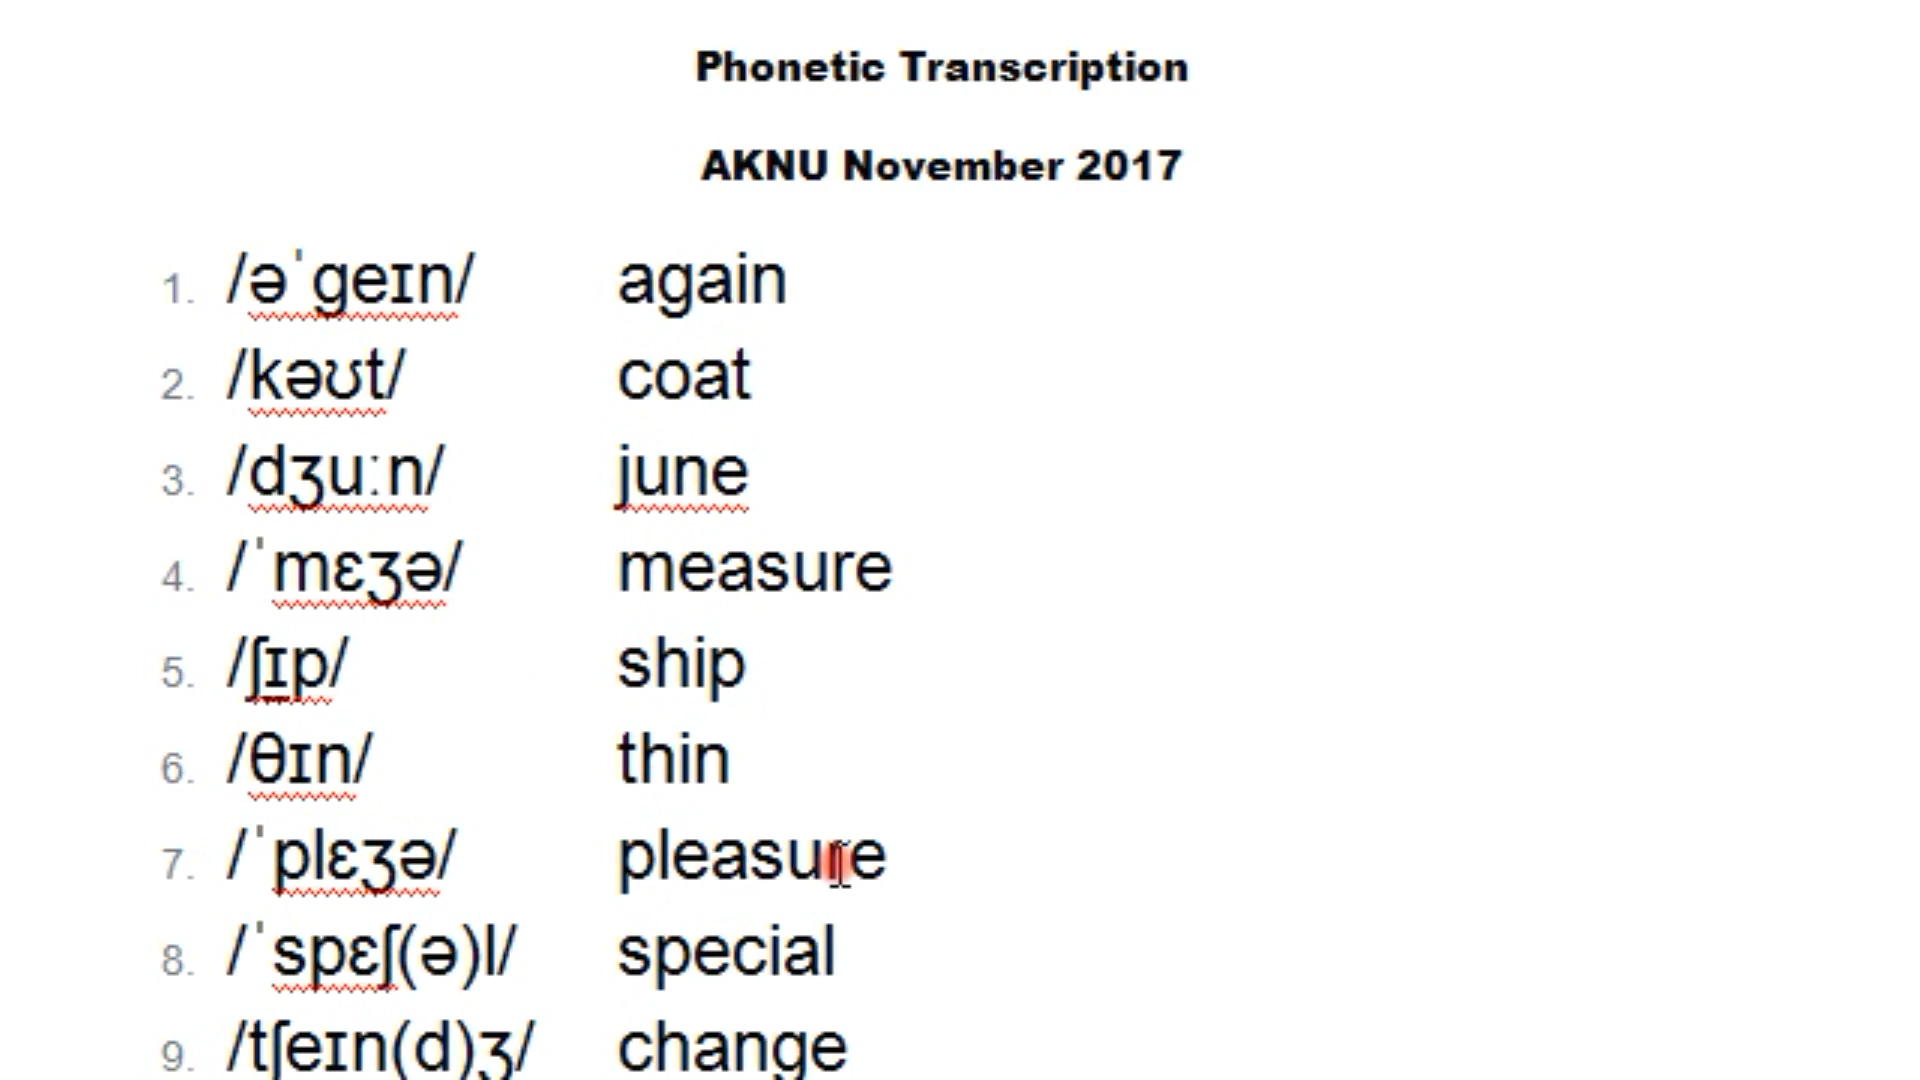 Phonetic Transcription
AKNU November 2017
1. /əˈgeɪn/ again
2. /kəʊt/ coat
3. /dʒuːn/ june
4. /ˈmɛʒə/ measure
5. /ʃɪp/ ship
6. /θɪn/ thin
7. /ˈplɛʒə/ pleasure
8. /ˈspɛʃ(ə)l/ special
9. /tʃeɪn(d)ʒ/ change